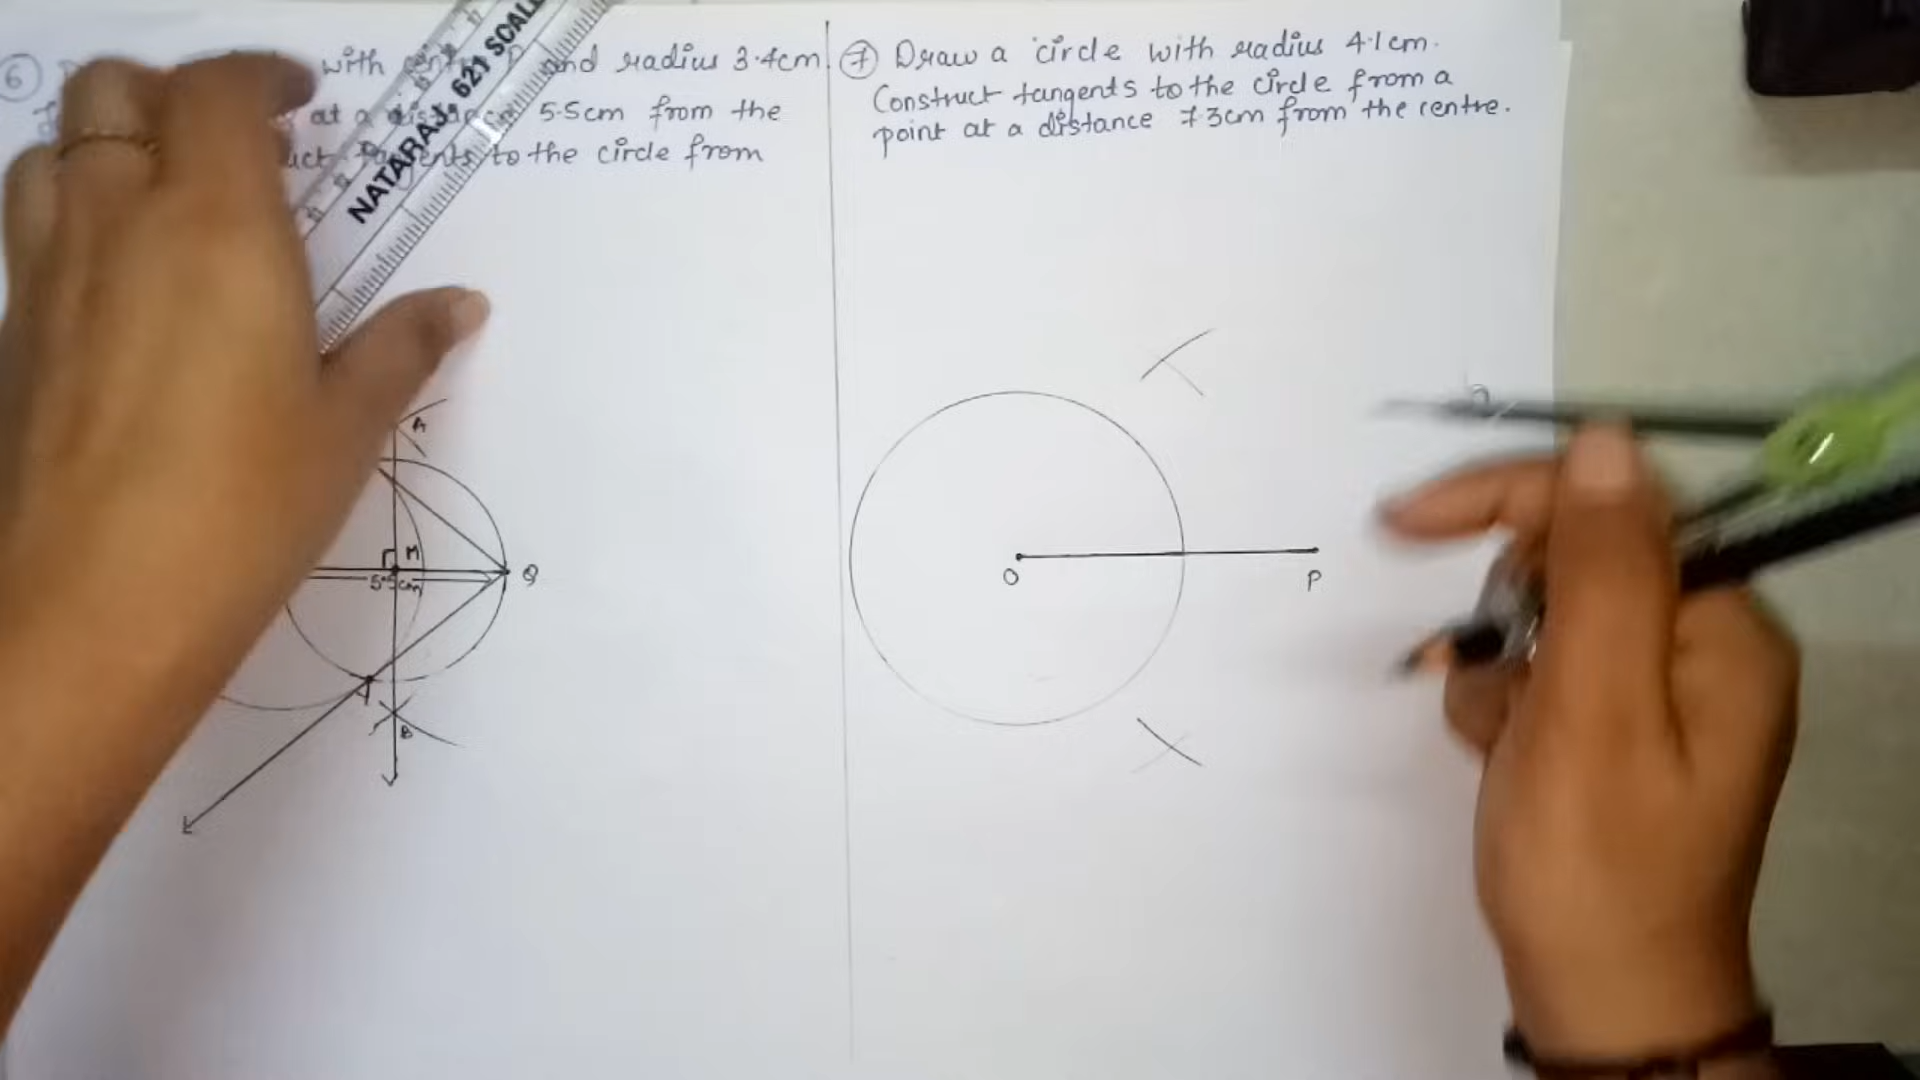 6
with and radius 3.4cm
at a distance 5.5cm from the
to the circle from
NATARAJ 621 SCALE
A
M
5.5cm
Q
B
7 Draw a circle with radius 4.1cm.
Construct tangents to the circle from a
point at a distance 7.3cm from the centre.
O
P